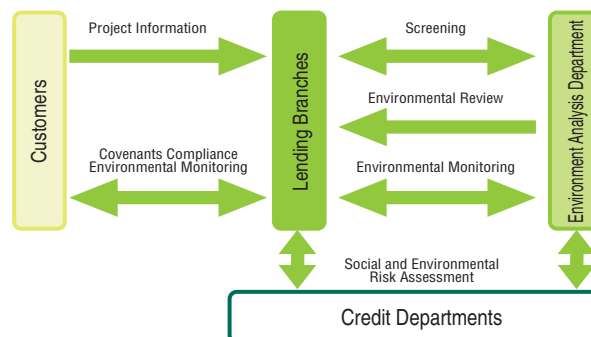 Project Information
Screening
Customers
Lending Branches
Environment Analysis Department
Environmental Review
Covenants Compliance
Environmental Monitoring
Environmental Monitoring
Social and Environmental
Risk Assessment
Credit Departments